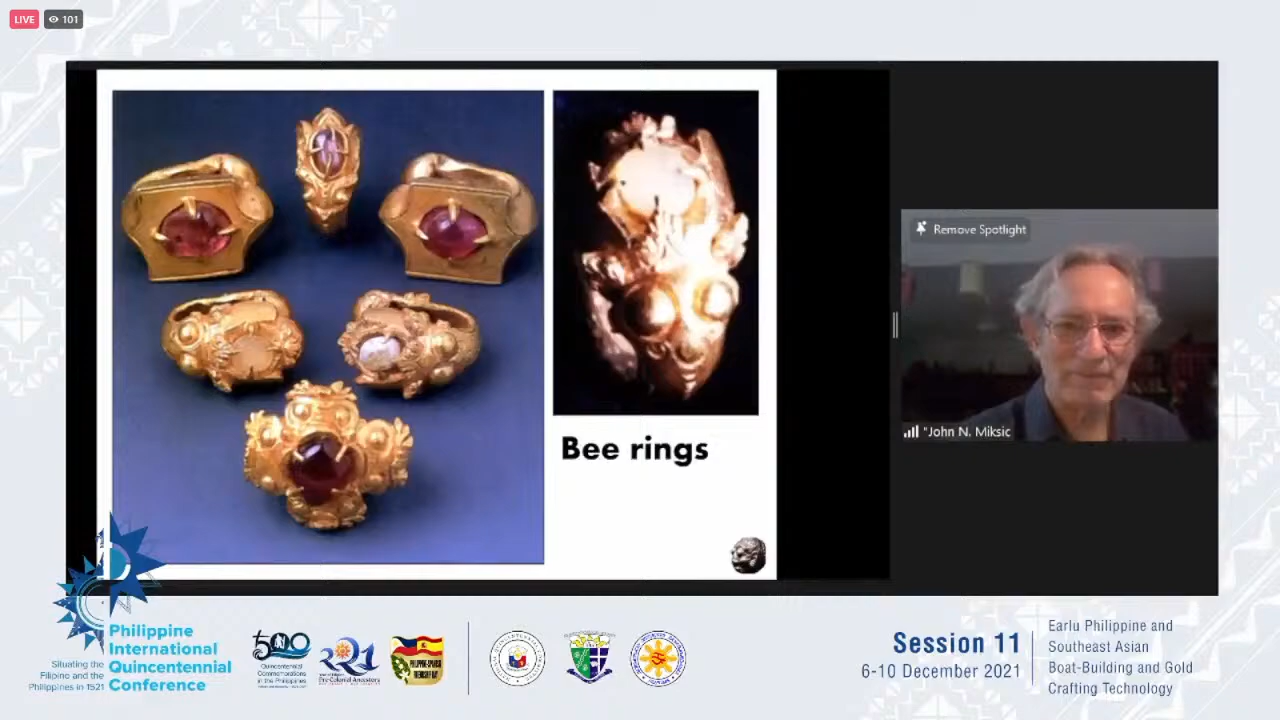 LIVE
101
Remove Spotlight
"John N. Miksic
Bee rings
Philippine
International
Quincentennial
Conference
Situating the
Filipino and the
Philippines in 1521
500
Quincentennial
Commemorations
in the Philippines
2021
Pre-Colonial Ancestors
PHILIPPINE-SPANISH
FRIENDSHIP DAY
Session 11
6-10 December 2021
Earlu Philippine and
Southeast Asian
Boat-Building and Gold
Crafting Technology